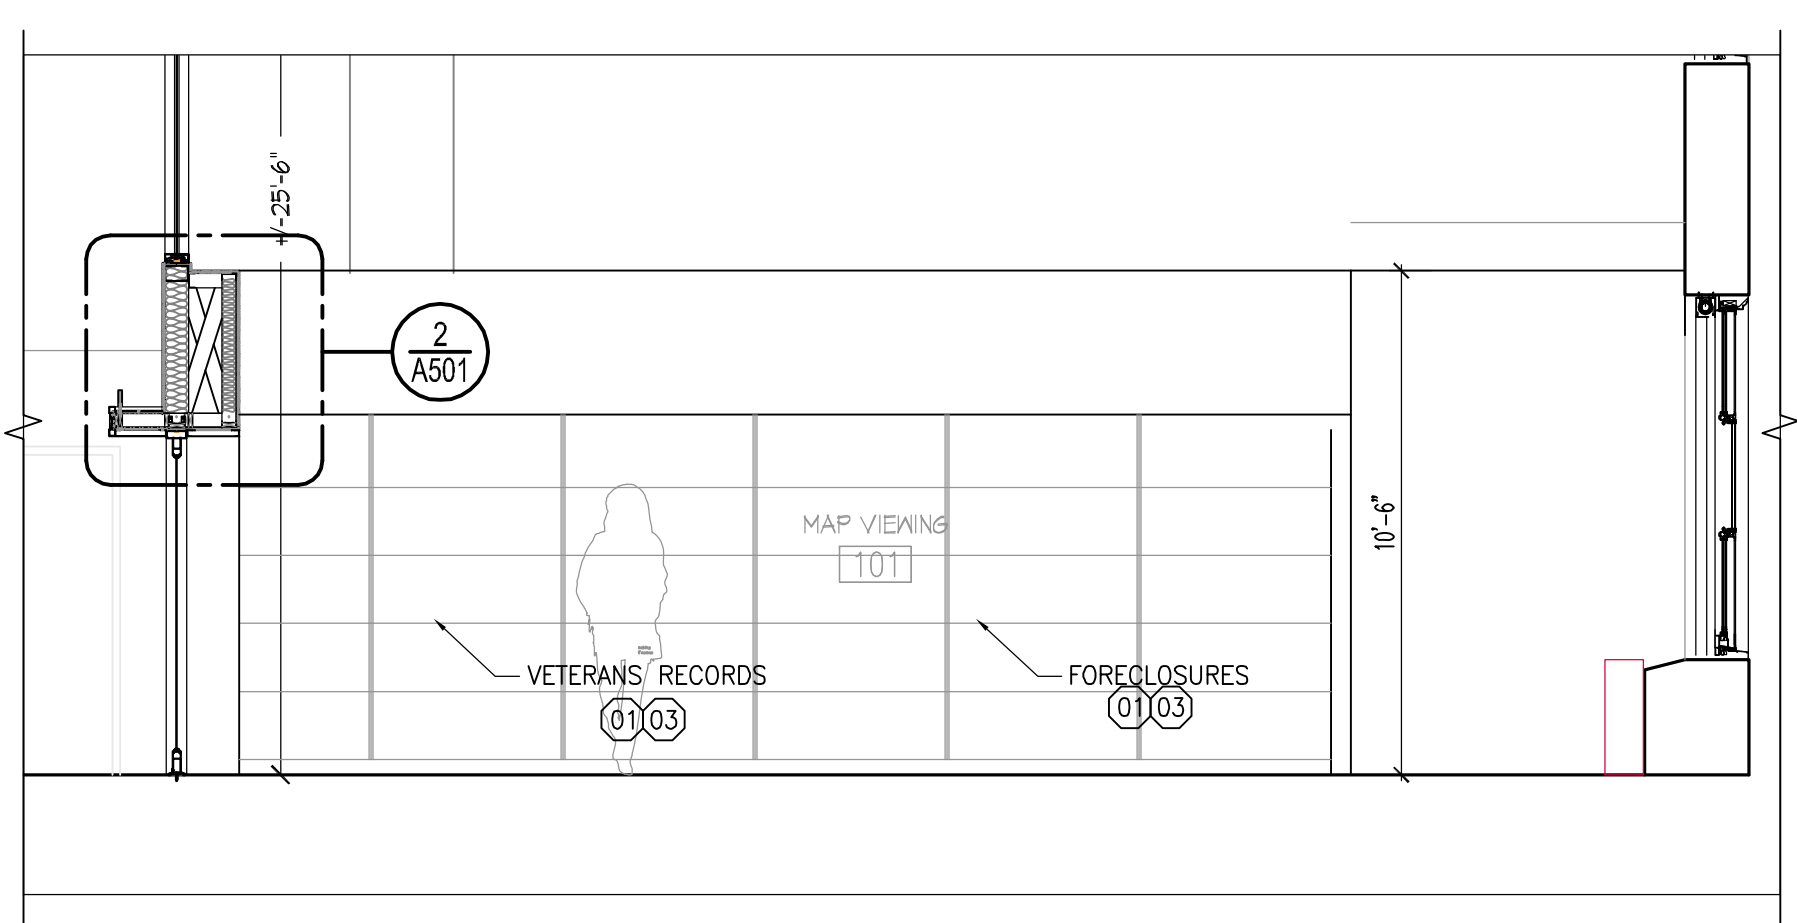 +/-25'-6"
2
A501
10'-6"
MAP VIEWING
101
VETERANS RECORDS
01 03
FORECLOSURES
01 03